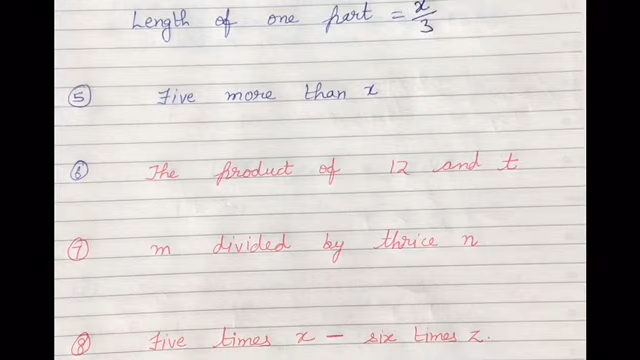 Length of one part = x/3
⑤ Five more than x
⑥ The product of 12 and t
⑦ m divided by thrice n
⑧ Five times x - six times z.